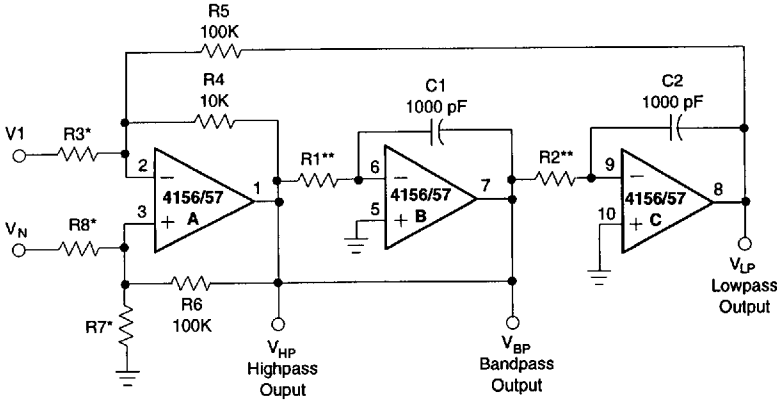 R5
100K
R4
10K
C1
1000 pF
C2
1000 pF
V1
R3*
R1**
R2**
2
−
4156/57
A
1
3
+
6
−
4156/57
B
7
5
+
9
−
4156/57
C
8
10
+
VN
R8*
R6
100K
R7*
VHP
Highpass
Ouput
VBP
Bandpass
Output
VLP
Lowpass
Output